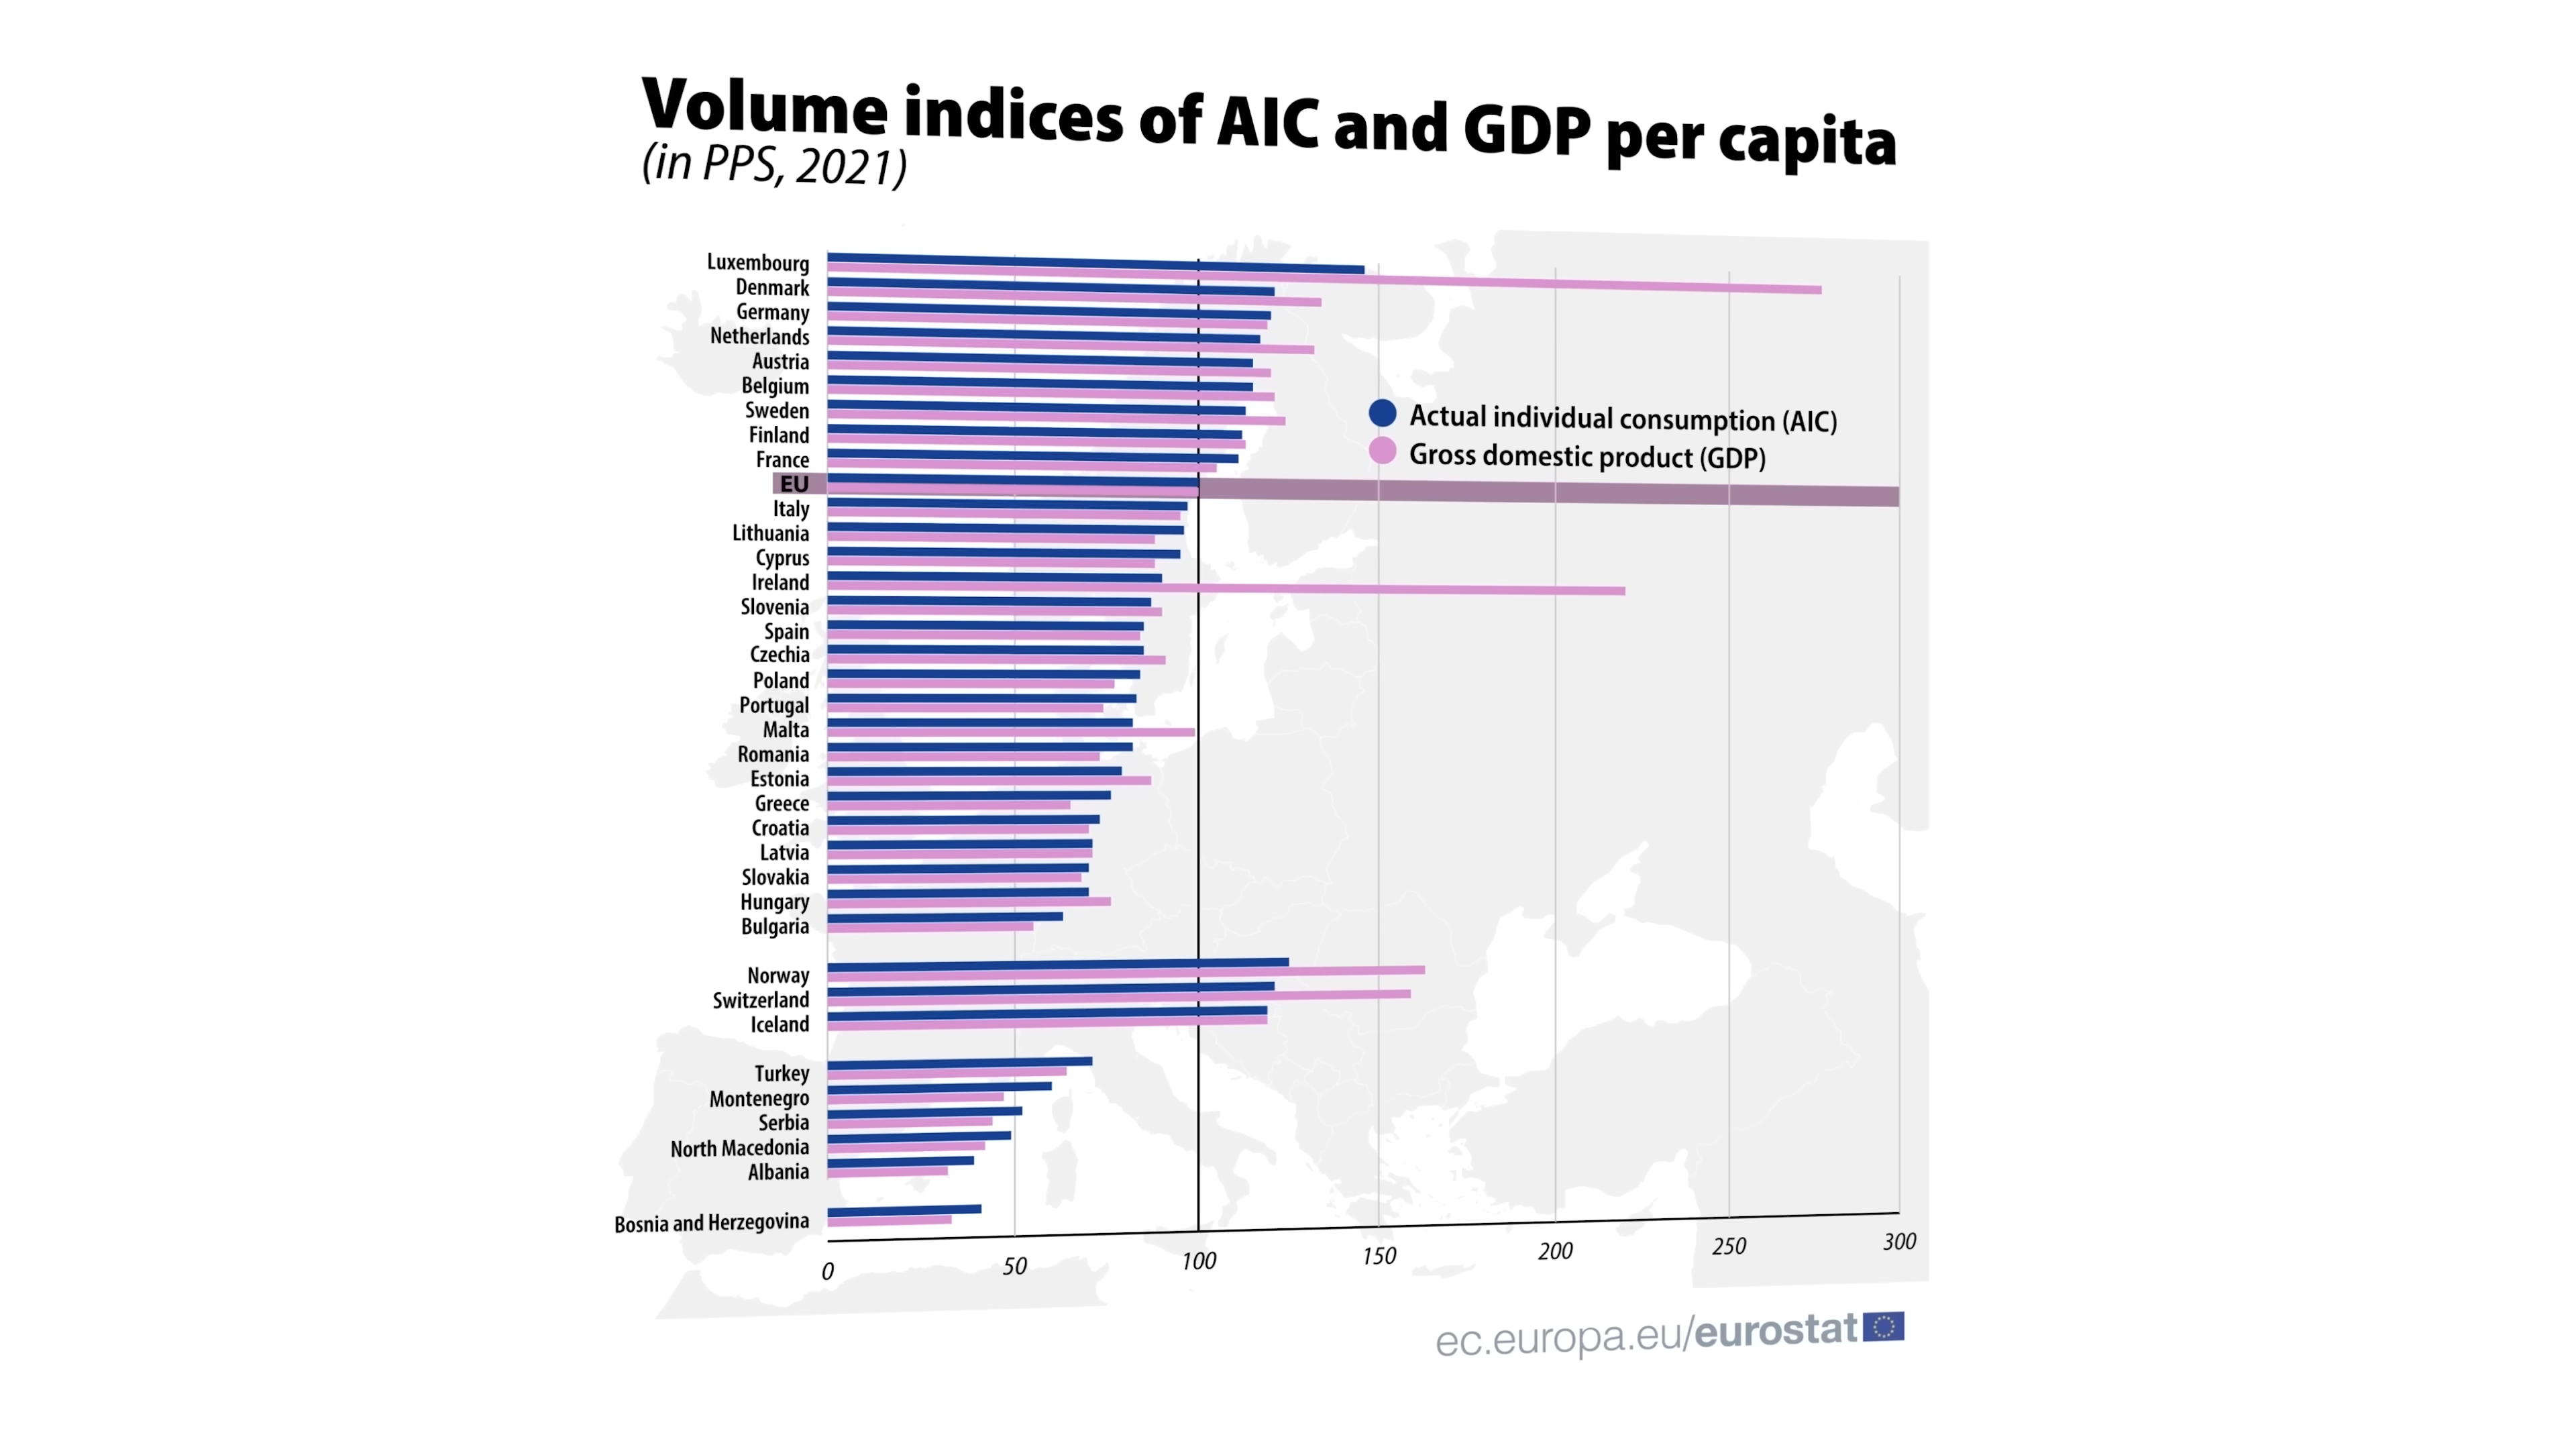 Volume indices of AIC and GDP per capita
(in PPS, 2021)
Luxembourg
Denmark
Germany
Netherlands
Austria
Belgium
Sweden
Finland
France
EU
Italy
Lithuania
Cyprus
Ireland
Slovenia
Spain
Czechia
Poland
Portugal
Malta
Romania
Estonia
Greece
Croatia
Latvia
Slovakia
Hungary
Bulgaria
Norway
Switzerland
Iceland
Turkey
Montenegro
Serbia
North Macedonia
Albania
Bosnia and Herzegovina
Actual individual consumption (AIC)
Gross domestic product (GDP)
0 50 100 150 200 250 300
ec.europa.eu/eurostat